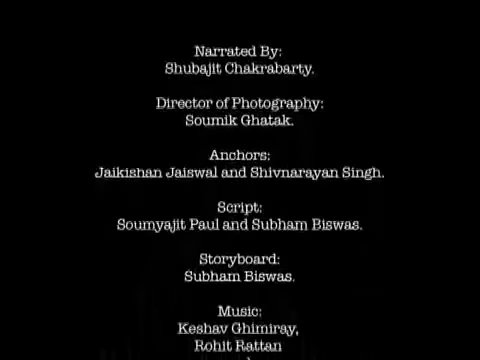 Narrated By:
Shubajit Chakrabarty.
Director of Photography:
Soumik Ghatak.
Anchors:
Jaikishan Jaiswal and Shivnarayan Singh.
Script:
Soumyajit Paul and Subham Biswas.
Storyboard:
Subham Biswas.
Music:
Keshav Ghimiray,
Rohit Rattan